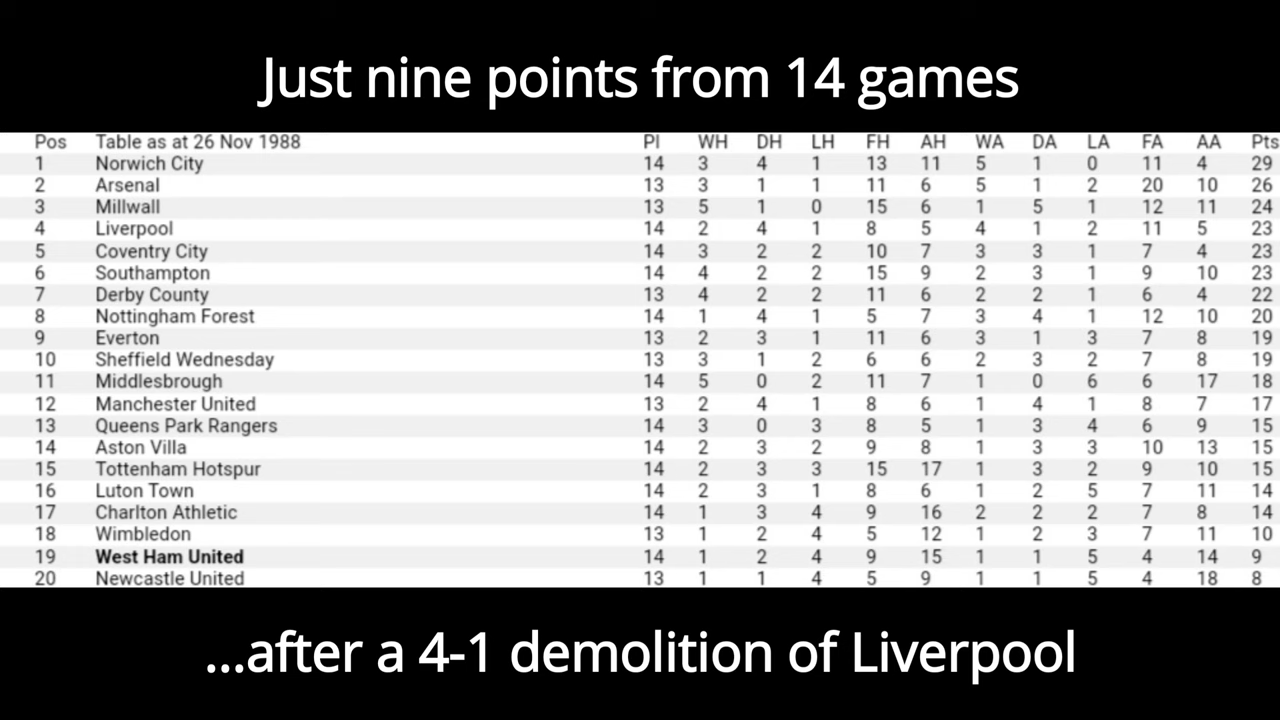 Just nine points from 14 games
Pos Table as at 26 Nov 1988 Pl WH DH LH FH AH WA DA LA FA AA Pts
1 Norwich City 14 3 4 1 13 11 5 1 0 11 4 29
2 Arsenal 13 3 1 1 11 6 5 1 2 20 10 26
3 Millwall 13 5 1 0 15 6 1 5 1 12 11 24
4 Liverpool 14 2 4 1 8 5 4 1 2 11 5 23
5 Coventry City 14 3 2 2 10 7 3 3 1 7 4 23
6 Southampton 14 4 2 2 15 9 2 3 1 9 10 23
7 Derby County 13 4 2 2 11 6 2 2 1 6 4 22
8 Nottingham Forest 14 1 4 1 5 7 3 4 1 12 10 20
9 Everton 13 2 3 1 11 6 3 1 3 7 8 19
10 Sheffield Wednesday 13 3 1 2 6 6 2 3 2 7 8 19
11 Middlesbrough 14 5 0 2 11 7 1 0 6 6 17 18
12 Manchester United 13 2 4 1 8 6 1 4 1 8 7 17
13 Queens Park Rangers 14 3 0 3 8 5 1 3 4 6 9 15
14 Aston Villa 14 2 3 2 9 8 1 3 3 10 13 15
15 Tottenham Hotspur 14 2 3 3 15 17 1 3 2 9 10 15
16 Luton Town 14 2 3 1 8 6 1 2 5 7 11 14
17 Charlton Athletic 14 1 3 4 9 16 2 2 2 7 8 14
18 Wimbledon 13 1 2 4 5 12 1 2 3 7 11 10
19 West Ham United 14 1 2 4 9 15 1 1 5 4 14 9
20 Newcastle United 13 1 1 4 5 9 1 1 5 4 18 8
...after a 4-1 demolition of Liverpool